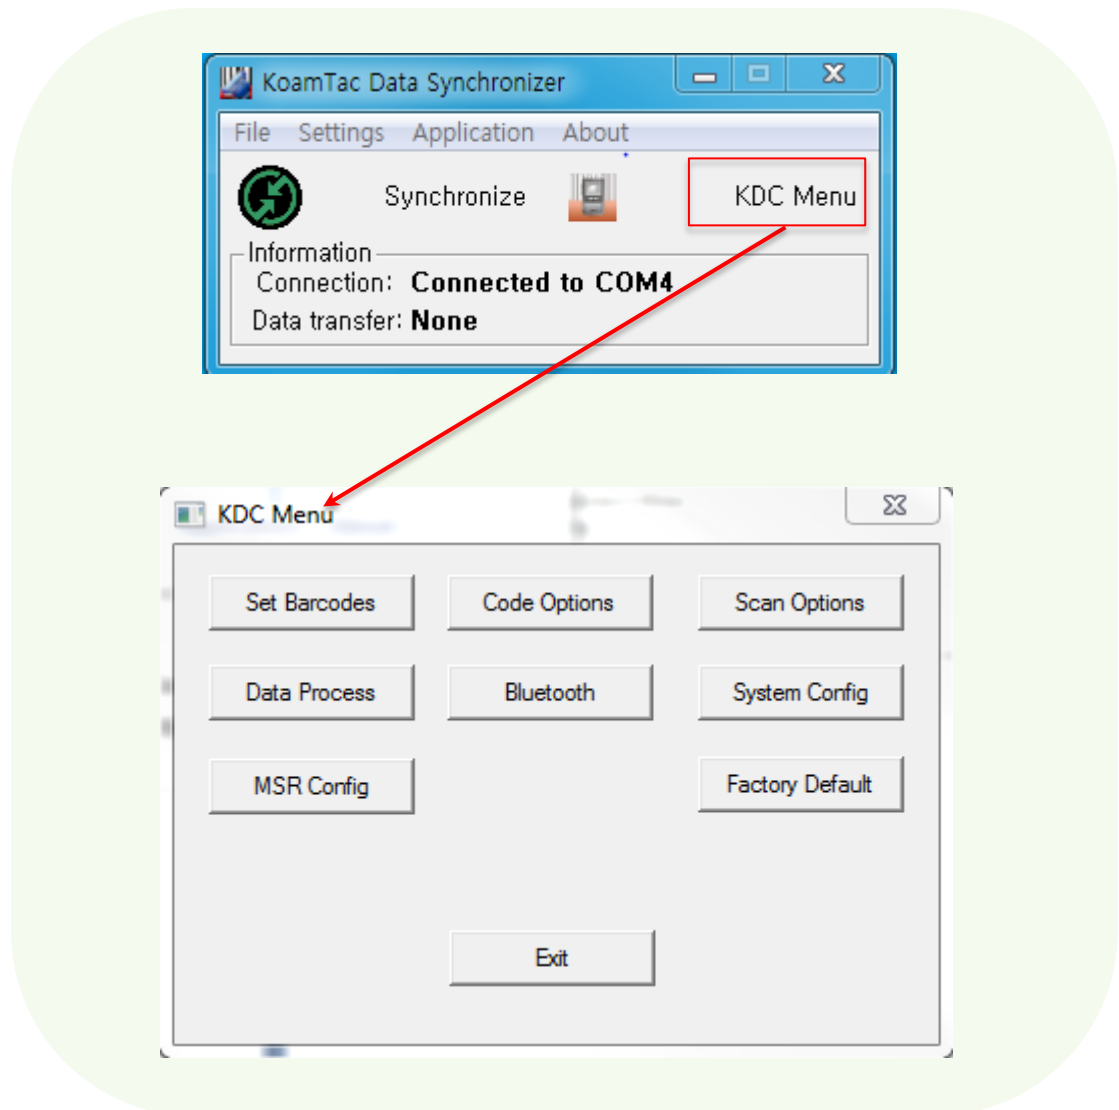 KoamTac Data Synchronizer
File Settings Application About
Synchronize KDC Menu
Information
Connection: Connected to COM4
Data transfer: None
KDC Menu
Set Barcodes Code Options Scan Options
Data Process Bluetooth System Config
MSR Config Factory Default
Exit